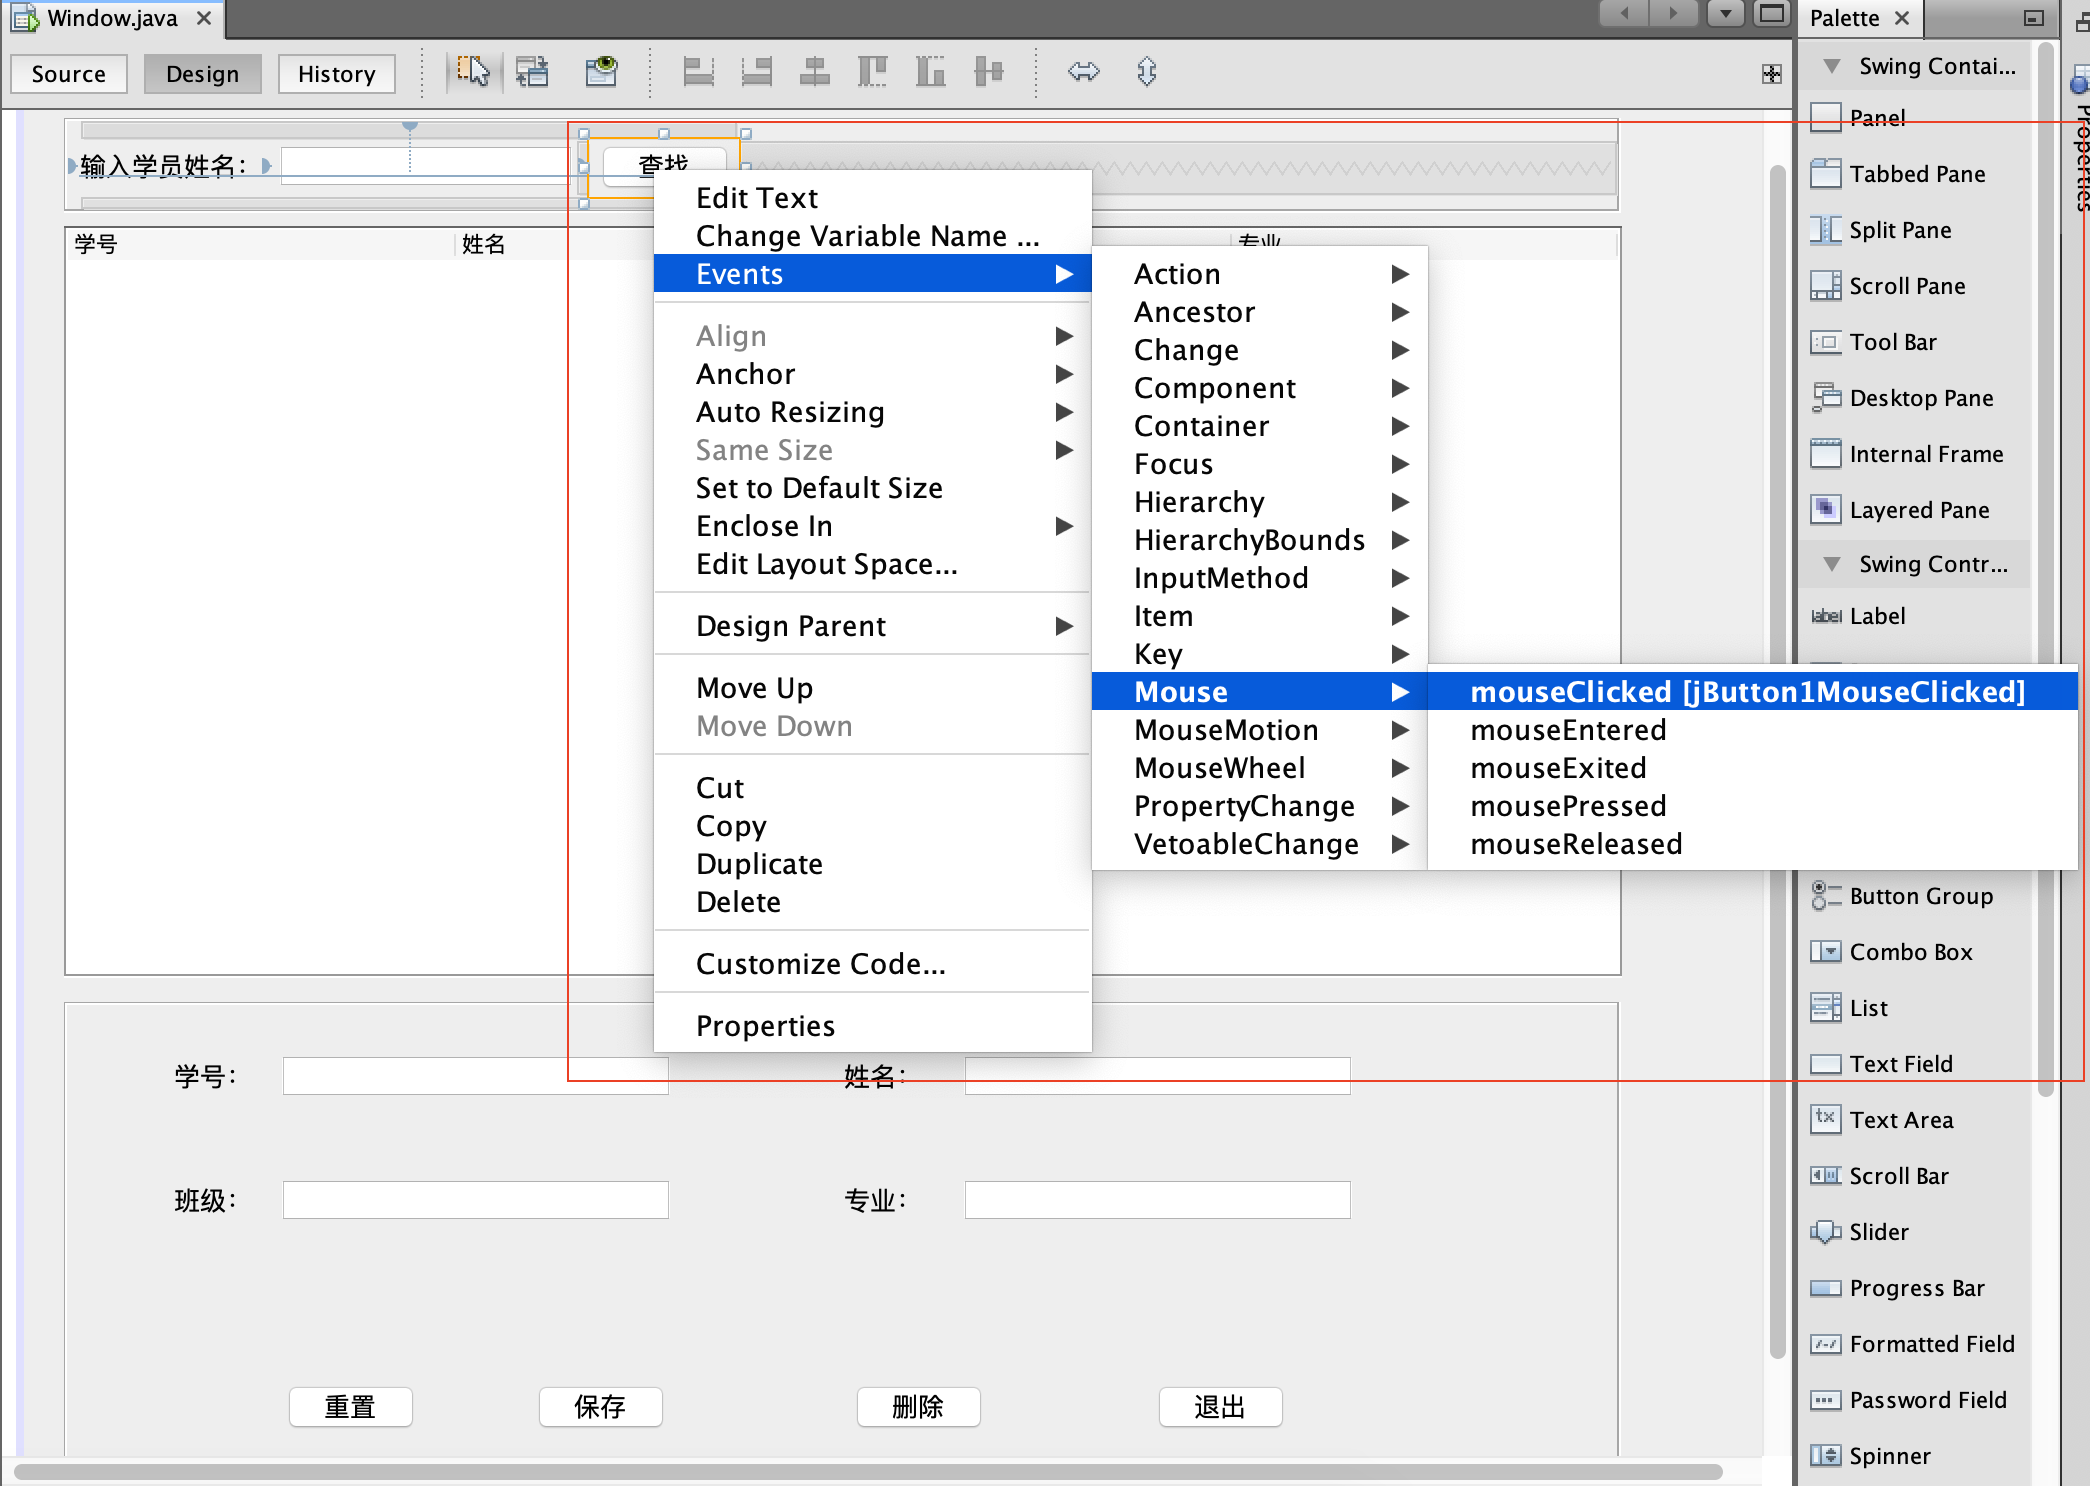 Window.java
Palette
Source
Design
History
Swing Contai...
Panel
Tabbed Pane
Split Pane
Scroll Pane
Tool Bar
Desktop Pane
Internal Frame
Layered Pane
Swing Contr...
Label
Button Group
Combo Box
List
Text Field
Text Area
Scroll Bar
Slider
Progress Bar
Formatted Field
Password Field
Spinner
Properties
输入学员姓名：
查找
学号
姓名
专业
Edit Text
Change Variable Name ...
Events
Align
Anchor
Auto Resizing
Same Size
Set to Default Size
Enclose In
Edit Layout Space...
Design Parent
Move Up
Move Down
Cut
Copy
Duplicate
Delete
Customize Code...
Properties
Action
Ancestor
Change
Component
Container
Focus
Hierarchy
HierarchyBounds
InputMethod
Item
Key
Mouse
MouseMotion
MouseWheel
PropertyChange
VetoableChange
mouseClicked [jButton1MouseClicked]
mouseEntered
mouseExited
mousePressed
mouseReleased
学号：
姓名：
班级：
专业：
重置
保存
删除
退出